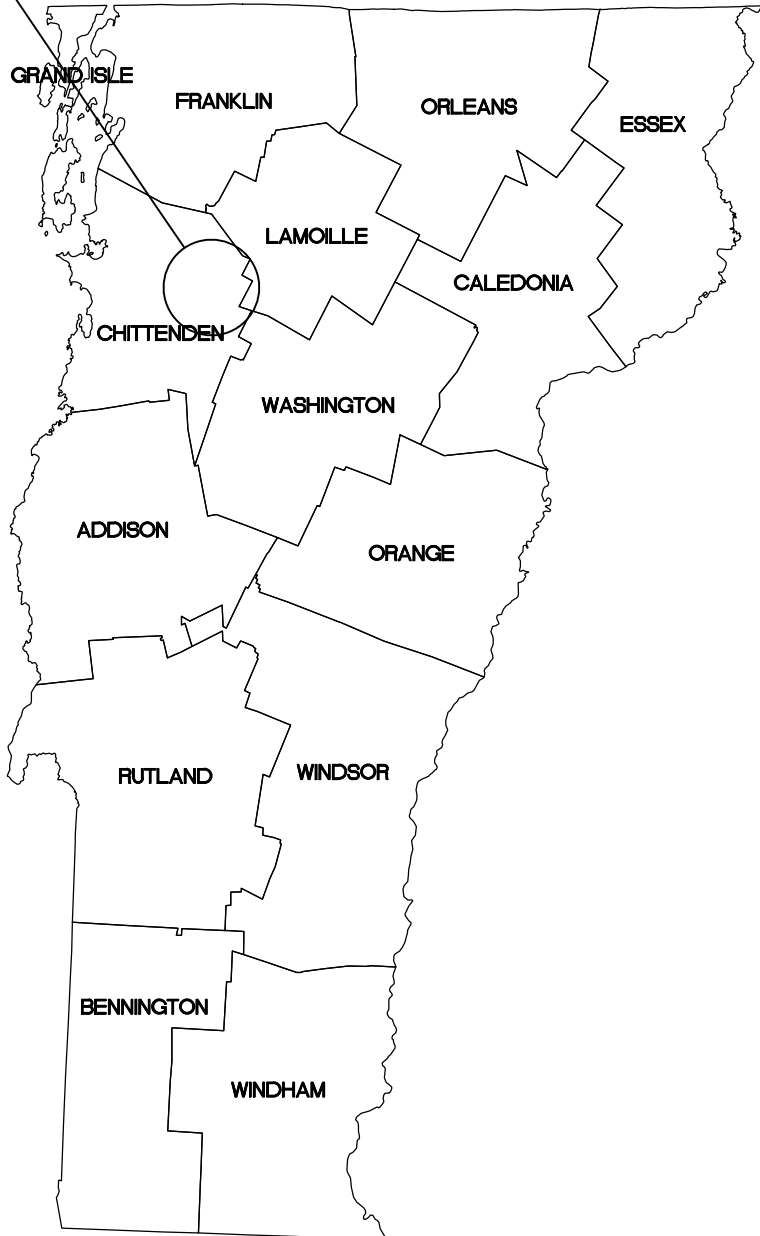 GRAND ISLE
FRANKLIN
ORLEANS
ESSEX
LAMOILLE
CALEDONIA
CHITTENDEN
WASHINGTON
ADDISON
ORANGE
RUTLAND
WINDSOR
BENNINGTON
WINDHAM